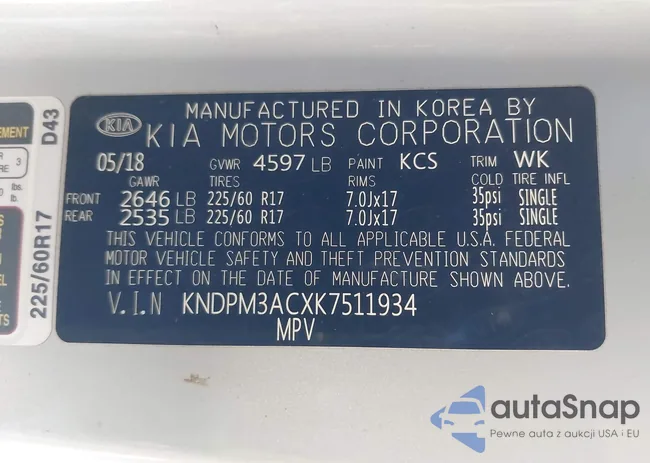 MANUFACTURED IN KOREA BY
KIA KIA MOTORS CORPORATION
05/18 GVWR 4597 LB PAINT KCS TRIM WK
GAWR TIRES RIMS COLD TIRE INFL
FRONT 2646 LB 225/60 R17 7.0Jx17 35psi SINGLE
REAR 2535 LB 225/60 R17 7.0Jx17 35psi SINGLE
THIS VEHICLE CONFORMS TO ALL APPLICABLE U.S.A. FEDERAL
MOTOR VEHICLE SAFETY AND THEFT PREVENTION STANDARDS
IN EFFECT ON THE DATE OF MANUFACTURE SHOWN ABOVE.
V.I.N KNDPM3ACXK7511934
MPV
225/60R17 D43
3
lbs.
autaSnap
Pewne auta z aukcji USA i EU